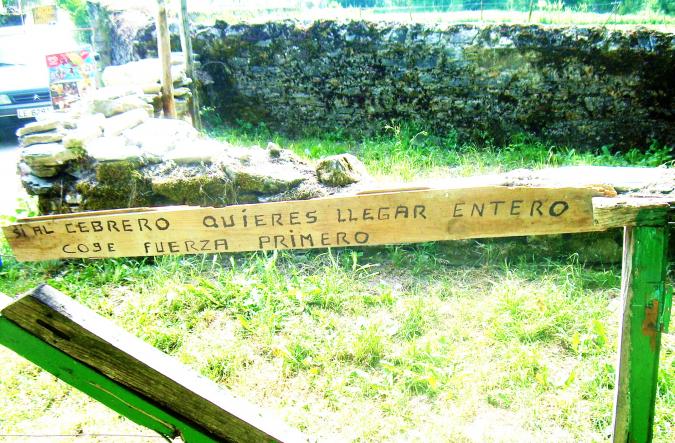 SI AL CEBRERO QUIERES LLEGAR ENTERO
COGE FUERZA PRIMERO